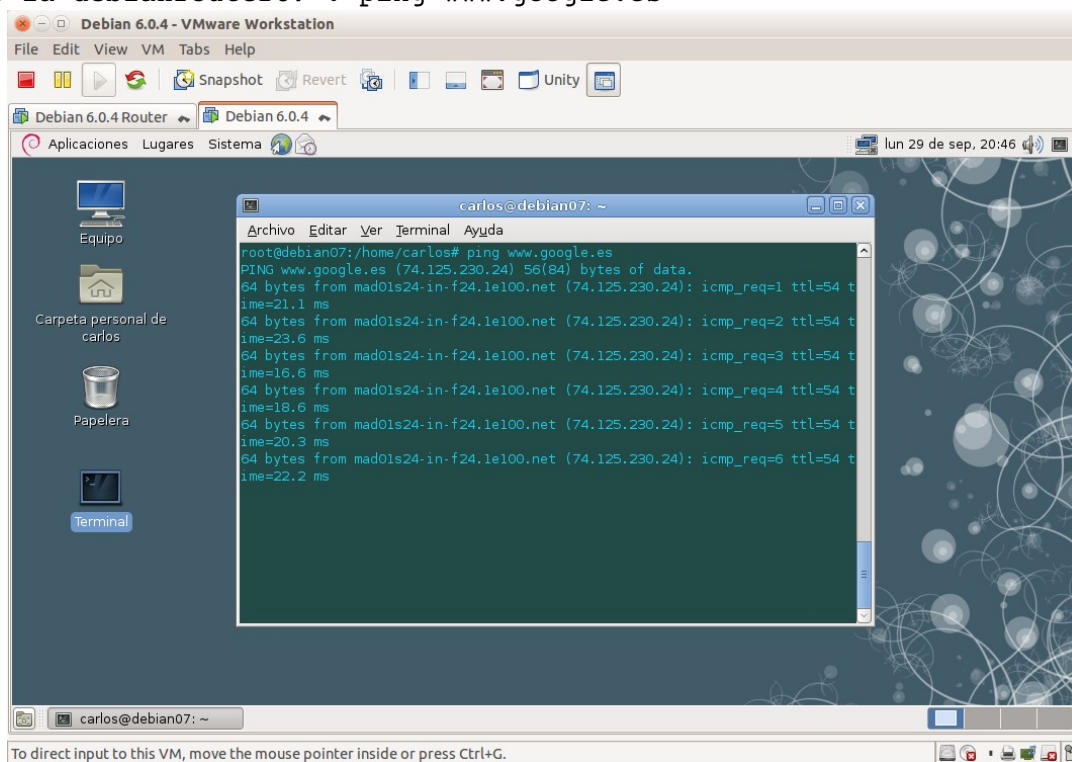 Debian 6.0.4 - VMware Workstation
File Edit View VM Tabs Help
Snapshot Revert Unity
Debian 6.0.4 Router Debian 6.0.4
Aplicaciones Lugares Sistema lun 29 de sep, 20:46
Equipo
Carpeta personal de
carlos
Papelera
Terminal
carlos@debian07: ~
Archivo Editar Ver Terminal Ayuda
root@debian07:/home/carlos# ping www.google.es
PING www.google.es (74.125.230.24) 56(84) bytes of data.
64 bytes from mad01s24-in-f24.1e100.net (74.125.230.24): icmp_req=1 ttl=54 t
ime=21.1 ms
64 bytes from mad01s24-in-f24.1e100.net (74.125.230.24): icmp_req=2 ttl=54 t
ime=23.6 ms
64 bytes from mad01s24-in-f24.1e100.net (74.125.230.24): icmp_req=3 ttl=54 t
ime=16.6 ms
64 bytes from mad01s24-in-f24.1e100.net (74.125.230.24): icmp_req=4 ttl=54 t
ime=18.6 ms
64 bytes from mad01s24-in-f24.1e100.net (74.125.230.24): icmp_req=5 ttl=54 t
ime=20.3 ms
64 bytes from mad01s24-in-f24.1e100.net (74.125.230.24): icmp_req=6 ttl=54 t
ime=22.2 ms
carlos@debian07: ~
To direct input to this VM, move the mouse pointer inside or press Ctrl+G.